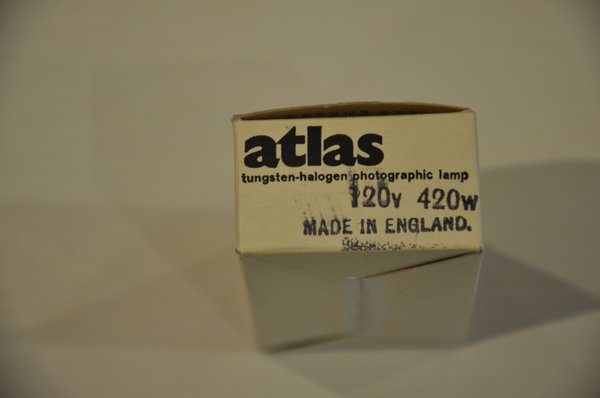 atlas
tungsten-halogen photographic lamp
120v 420w
MADE IN ENGLAND.